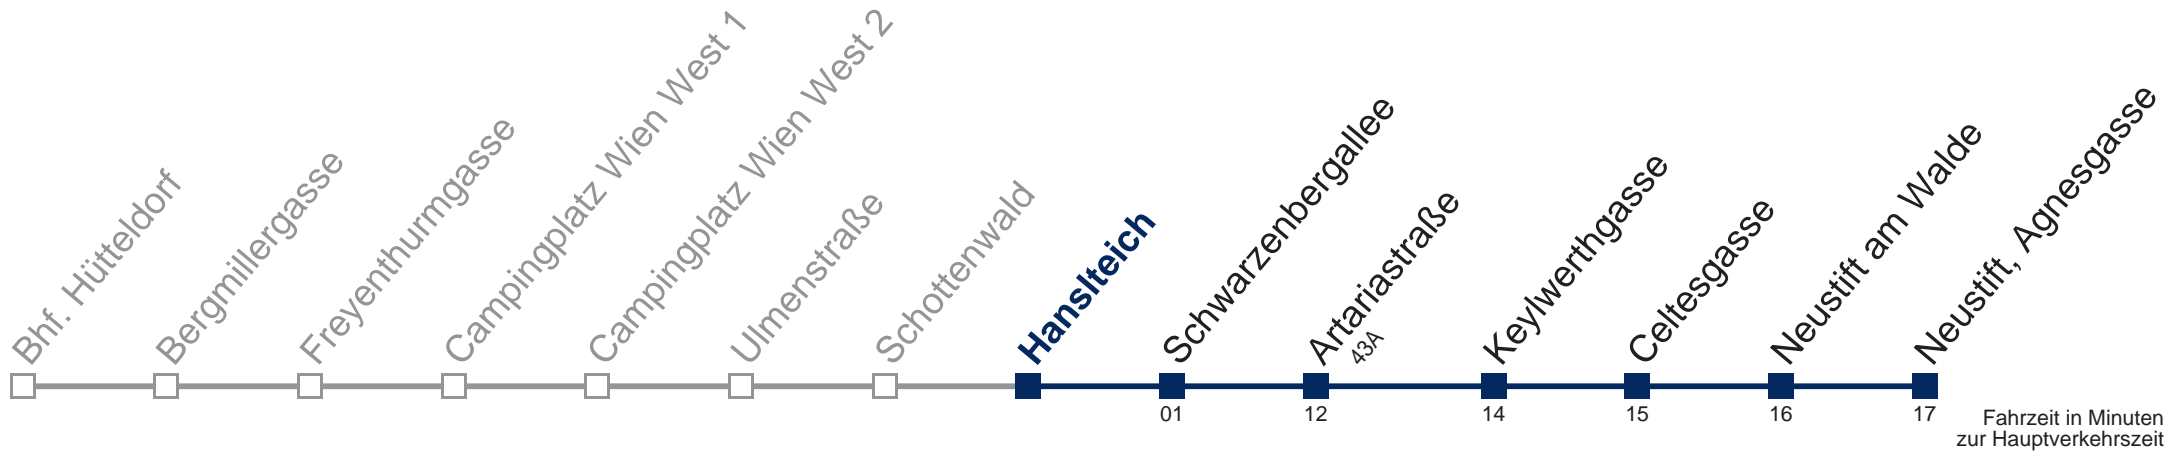 Bhf. Hütteldorf
Bergmillergasse
Freyenthurmgasse
Campingplatz Wien West 1
Campingplatz Wien West 2
Ulmenstraße
Schottenwald
Hanslteich
Schwarzenbergallee
Artariastraße
43A
Keylwerthgasse
Celtesgasse
Neustift am Walde
Neustift, Agnesgasse
01 12 14 15 16 17
Fahrzeit in Minuten
zur Hauptverkehrszeit